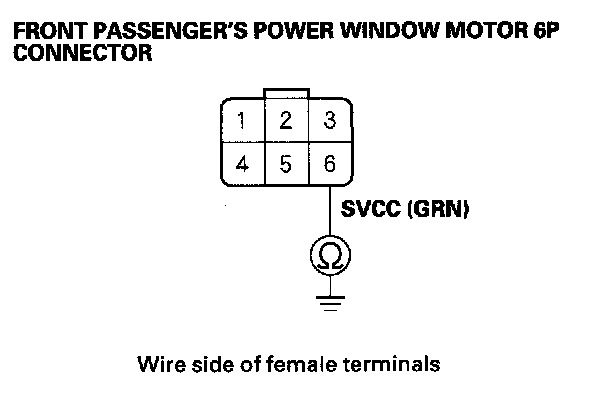 FRONT PASSENGER'S POWER WINDOW MOTOR 6P
CONNECTOR
1 2 3
4 5 6
SVCC (GRN)
Ω
Wire side of female terminals